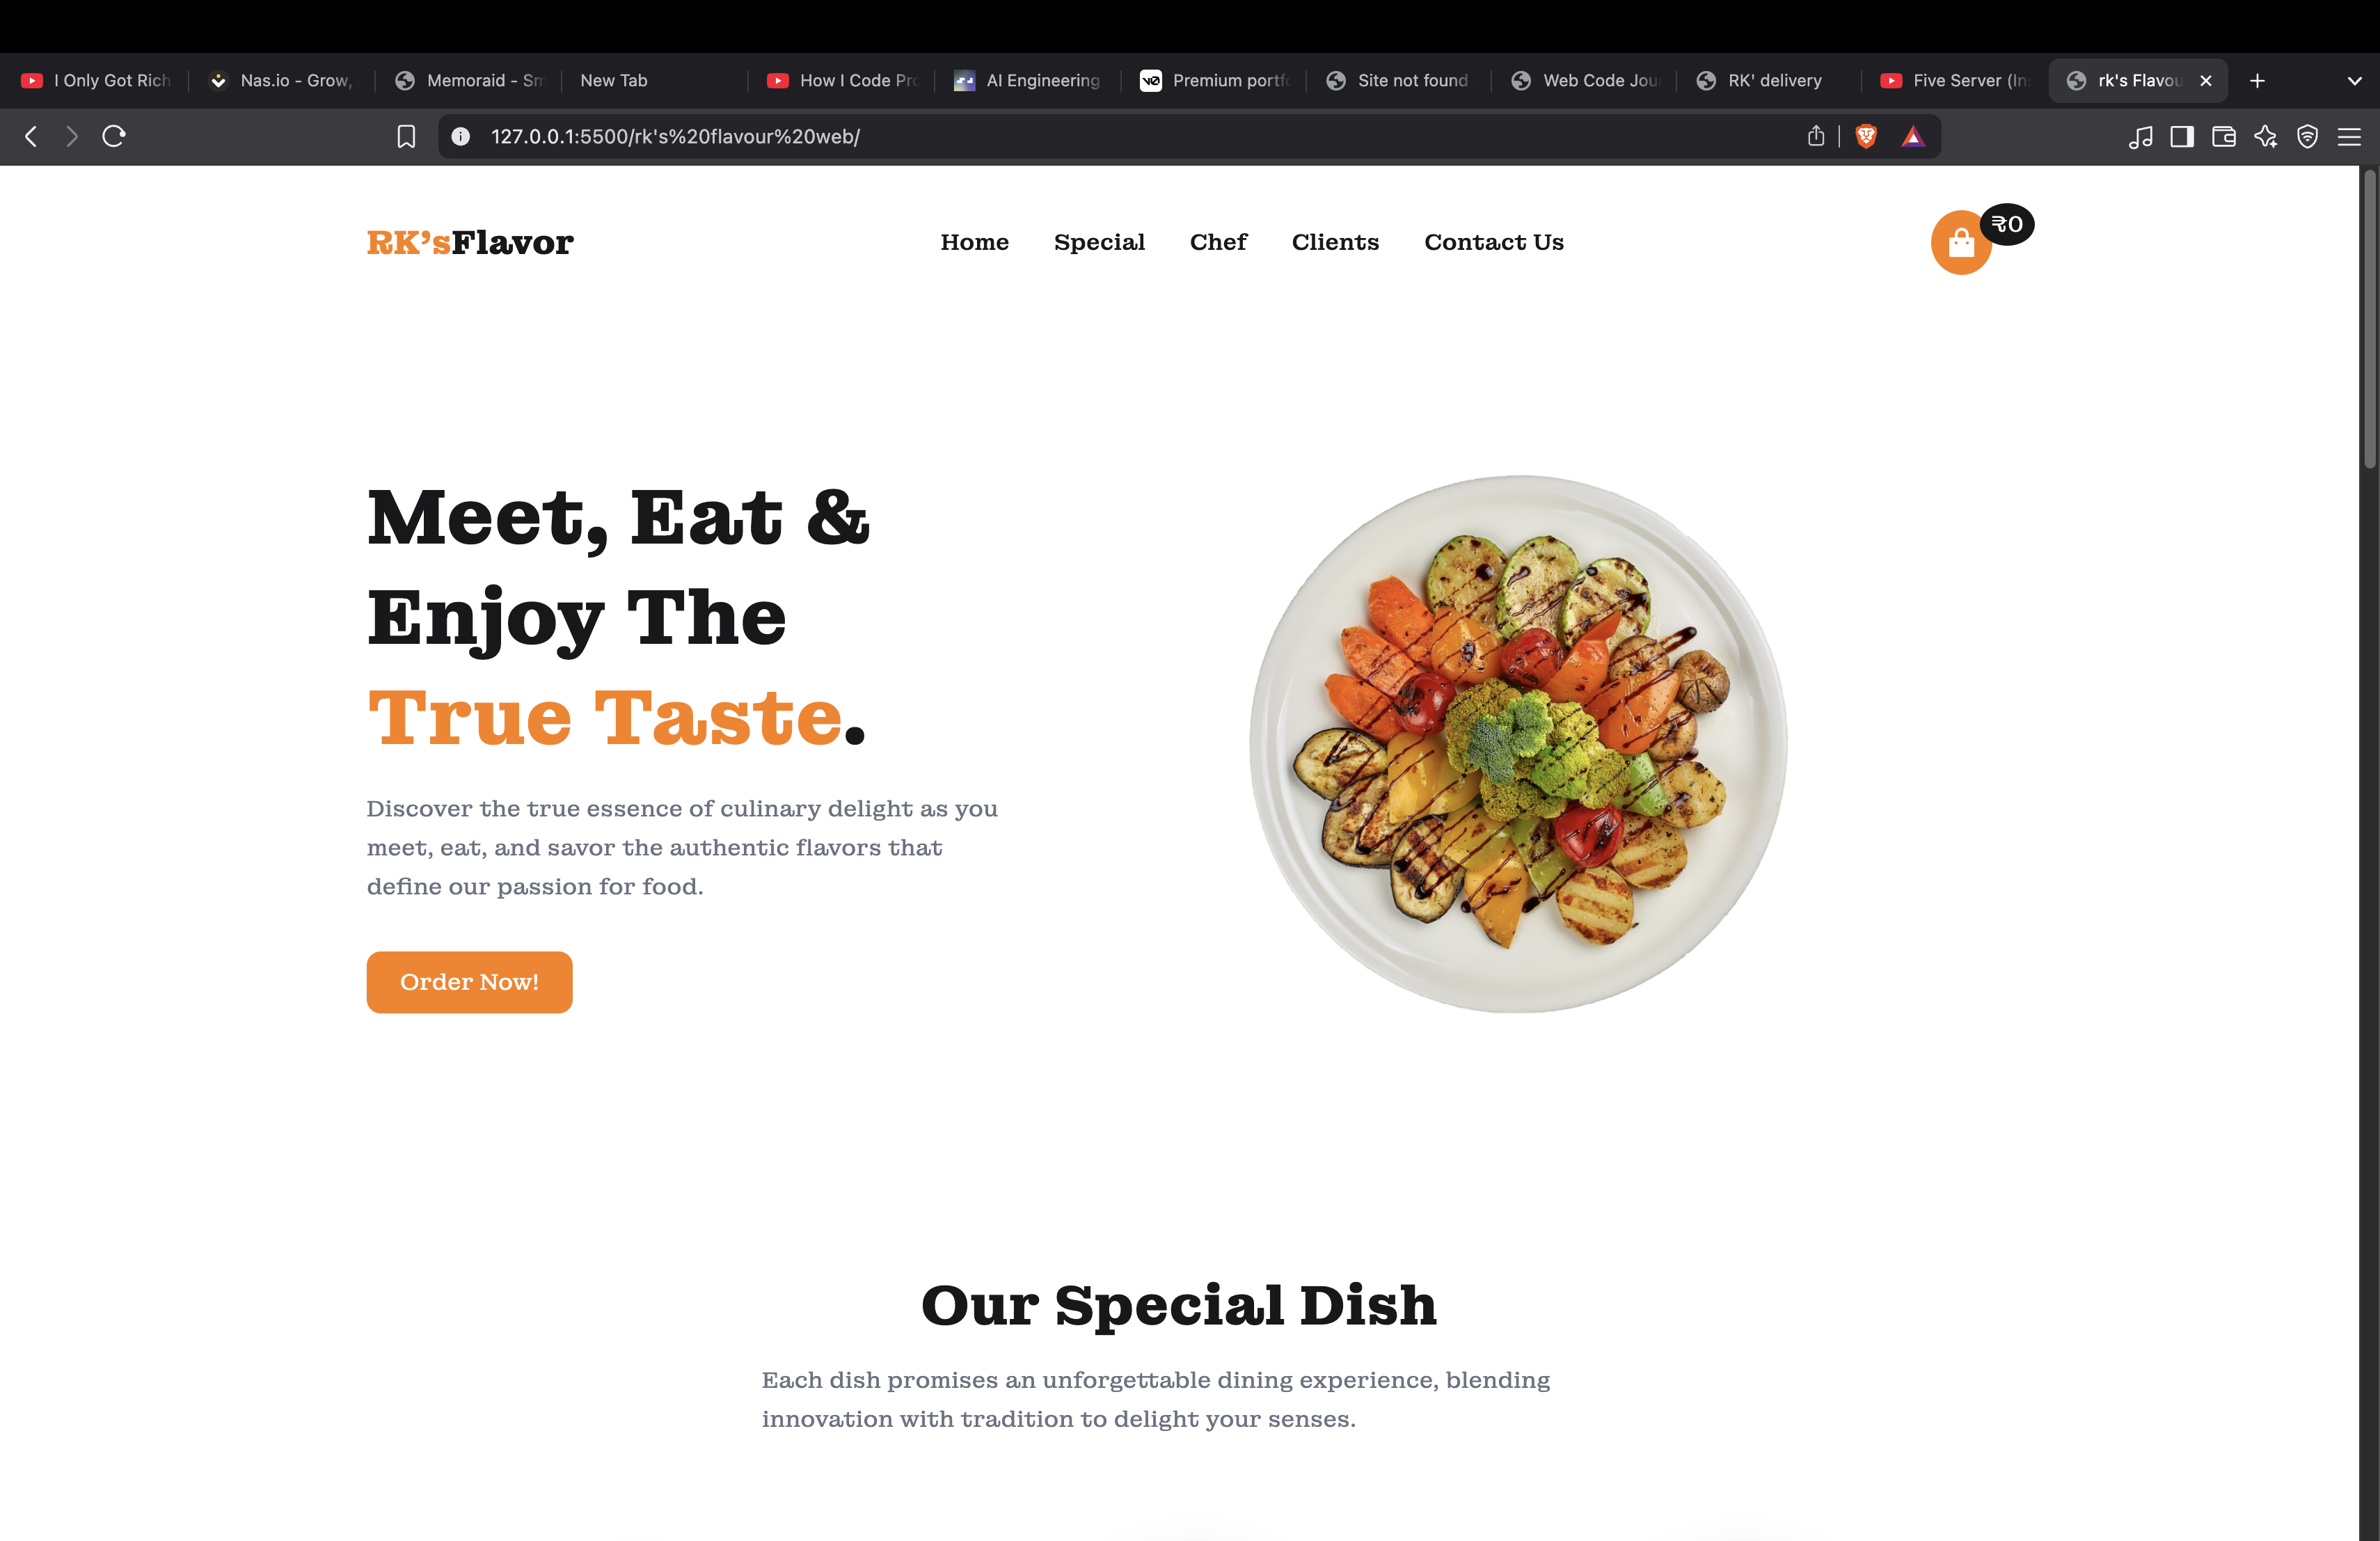 I Only Got Rich
Nas.io - Grow,
Memoraid - Sm
New Tab
How I Code Pro
AI Engineering
Premium portfo
Site not found
Web Code Jou
RK' delivery
Five Server (In
rk's Flavou
127.0.0.1:5500/rk's%20flavour%20web/
RK'sFlavor
Home
Special
Chef
Clients
Contact Us
₹0
Meet, Eat &
Enjoy The
True Taste.
Discover the true essence of culinary delight as you
meet, eat, and savor the authentic flavors that
define our passion for food.
Order Now!
Our Special Dish
Each dish promises an unforgettable dining experience, blending
innovation with tradition to delight your senses.